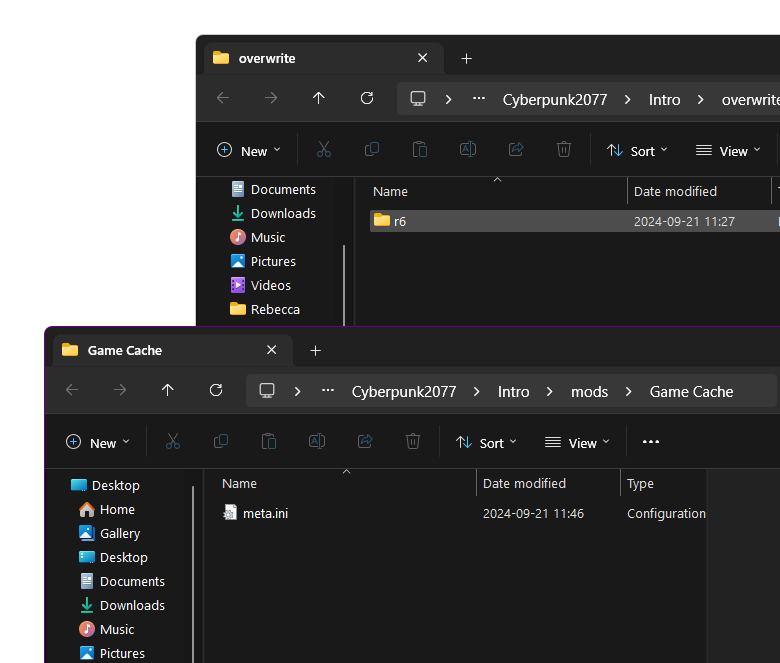 overwrite
Cyberpunk2077 Intro overwrite
New Sort View
Documents
Downloads
Music
Pictures
Videos
Rebecca
Name Date modified
r6 2024-09-21 11:27
Game Cache
Cyberpunk2077 Intro mods Game Cache
New Sort View
Desktop
Home
Gallery
Desktop
Documents
Downloads
Music
Pictures
Name Date modified Type
meta.ini 2024-09-21 11:46 Configuration